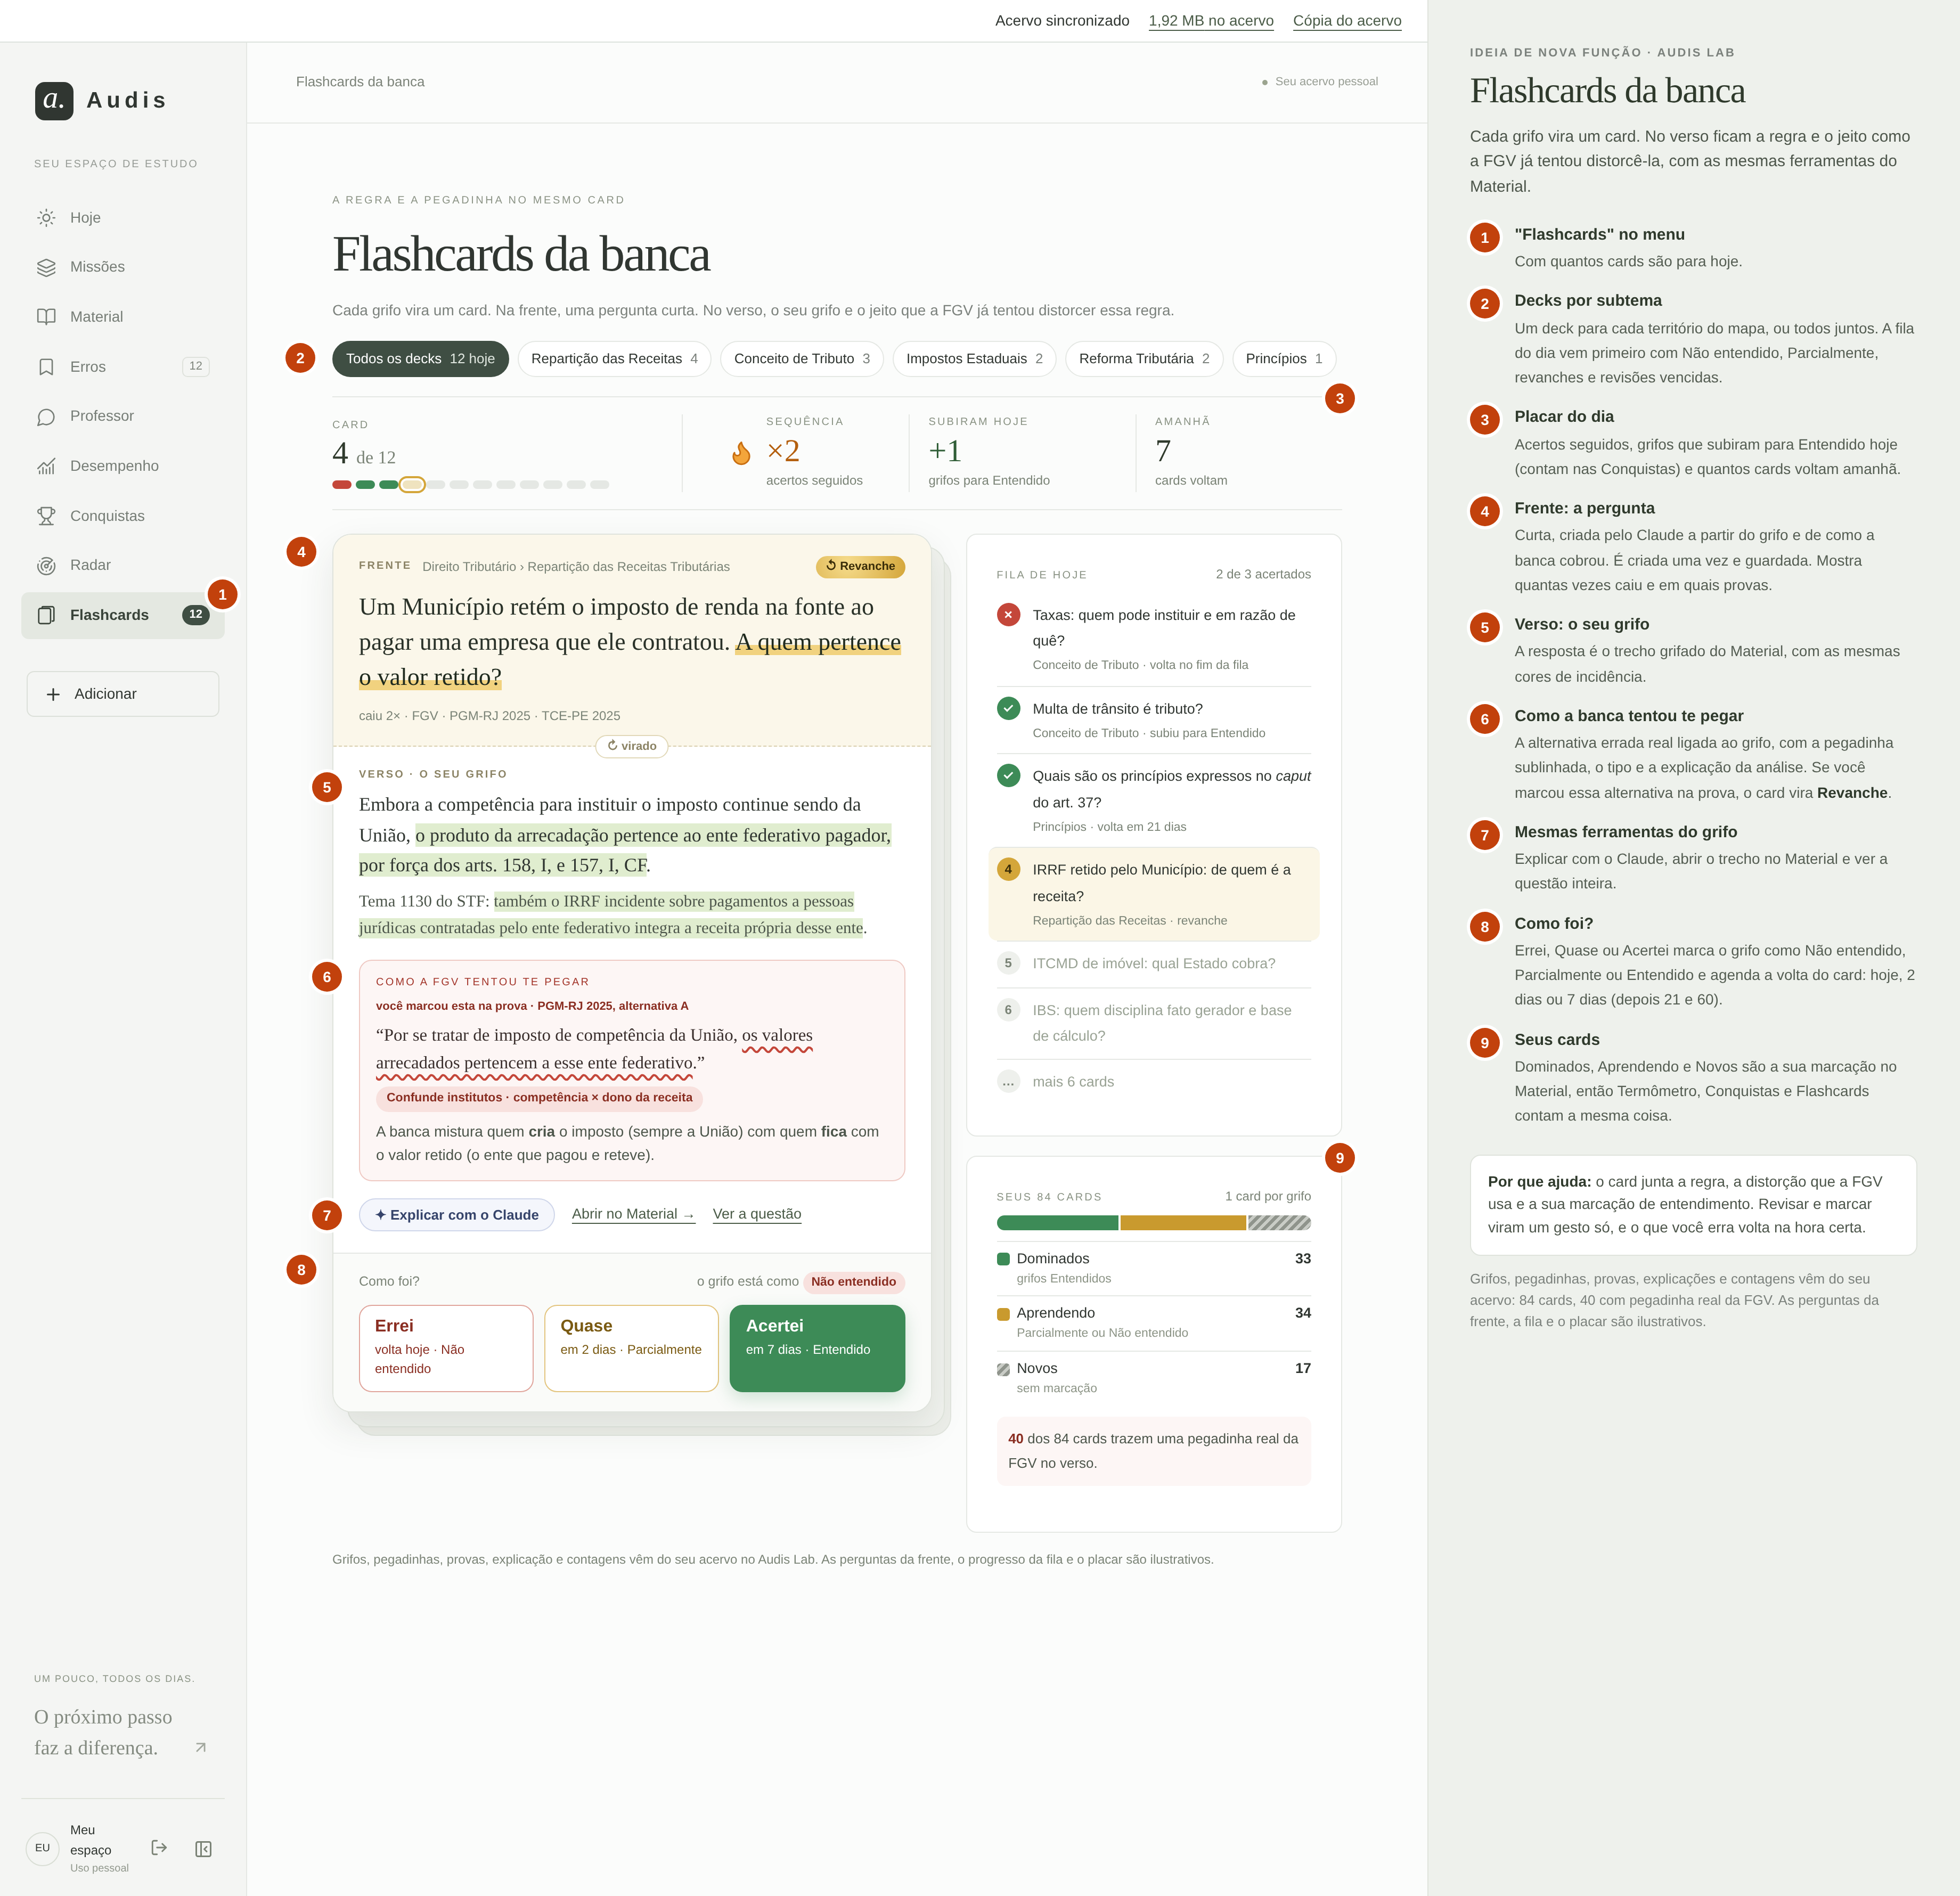 Acervo sincronizado 1,92 MB no acervo Cópia do acervo
a. Audis
SEU ESPAÇO DE ESTUDO
Hoje
Missões
Material
Erros 12
Professor
Desempenho
Conquistas
Radar
1
Flashcards 12
Adicionar
UM POUCO, TODOS OS DIAS.
O próximo passo
faz a diferença.
EU
Meu
espaço
Uso pessoal
Flashcards da banca
Seu acervo pessoal
A REGRA E A PEGADINHA NO MESMO CARD
Flashcards da banca
Cada grifo vira um card. Na frente, uma pergunta curta. No verso, o seu grifo e o jeito que a FGV já tentou distorcer essa regra.
2
Todos os decks 12 hoje
Repartição das Receitas 4
Conceito de Tributo 3
Impostos Estaduais 2
Reforma Tributária 2
Princípios 1
3
CARD
4 de 12
SEQUÊNCIA
×2
acertos seguidos
SUBIRAM HOJE
+1
grifos para Entendido
AMANHÃ
7
cards voltam
4
FRENTE Direito Tributário › Repartição das Receitas Tributárias
Revanche
Um Município retém o imposto de renda na fonte ao
pagar uma empresa que ele contratou. A quem pertence
o valor retido?
caiu 2× · FGV · PGM-RJ 2025 · TCE-PE 2025
virado
5
VERSO · O SEU GRIFO
Embora a competência para instituir o imposto continue sendo da
União, o produto da arrecadação pertence ao ente federativo pagador,
por força dos arts. 158, I, e 157, I, CF.
Tema 1130 do STF: também o IRRF incidente sobre pagamentos a pessoas
jurídicas contratadas pelo ente federativo integra a receita própria desse ente.
6
COMO A FGV TENTOU TE PEGAR
você marcou esta na prova · PGM-RJ 2025, alternativa A
“Por se tratar de imposto de competência da União, os valores
arrecadados pertencem a esse ente federativo.”
Confunde institutos · competência × dono da receita
A banca mistura quem cria o imposto (sempre a União) com quem fica com
o valor retido (o ente que pagou e reteve).
7
✦ Explicar com o Claude
Abrir no Material →
Ver a questão
8
Como foi?
o grifo está como Não entendido
Errei
volta hoje · Não
entendido
Quase
em 2 dias · Parcialmente
Acertei
em 7 dias · Entendido
FILA DE HOJE 2 de 3 acertados
Taxas: quem pode instituir e em razão de
quê?
Conceito de Tributo · volta no fim da fila
Multa de trânsito é tributo?
Conceito de Tributo · subiu para Entendido
Quais são os princípios expressos no caput
do art. 37?
Princípios · volta em 21 dias
4 IRRF retido pelo Município: de quem é a
receita?
Repartição das Receitas · revanche
5 ITCMD de imóvel: qual Estado cobra?
6 IBS: quem disciplina fato gerador e base
de cálculo?
... mais 6 cards
9
SEUS 84 CARDS 1 card por grifo
Dominados 33
grifos Entendidos
Aprendendo 34
Parcialmente ou Não entendido
Novos 17
sem marcação
40 dos 84 cards trazem uma pegadinha real da
FGV no verso.
Grifos, pegadinhas, provas, explicação e contagens vêm do seu acervo no Audis Lab. As perguntas da frente, o progresso da fila e o placar são ilustrativos.
IDEIA DE NOVA FUNÇÃO · AUDIS LAB
Flashcards da banca
Cada grifo vira um card. No verso ficam a regra e o jeito como
a FGV já tentou distorcê-la, com as mesmas ferramentas do
Material.
1 "Flashcards" no menu
Com quantos cards são para hoje.
2 Decks por subtema
Um deck para cada território do mapa, ou todos juntos. A fila
do dia vem primeiro com Não entendido, Parcialmente,
revanches e revisões vencidas.
3 Placar do dia
Acertos seguidos, grifos que subiram para Entendido hoje
(contam nas Conquistas) e quantos cards voltam amanhã.
4 Frente: a pergunta
Curta, criada pelo Claude a partir do grifo e de como a
banca cobrou. É criada uma vez e guardada. Mostra
quantas vezes caiu e em quais provas.
5 Verso: o seu grifo
A resposta é o trecho grifado do Material, com as mesmas
cores de incidência.
6 Como a banca tentou te pegar
A alternativa errada real ligada ao grifo, com a pegadinha
sublinhada, o tipo e a explicação da análise. Se você
marcou essa alternativa na prova, o card vira Revanche.
7 Mesmas ferramentas do grifo
Explicar com o Claude, abrir o trecho no Material e ver a
questão inteira.
8 Como foi?
Errei, Quase ou Acertei marca o grifo como Não entendido,
Parcialmente ou Entendido e agenda a volta do card: hoje, 2
dias ou 7 dias (depois 21 e 60).
9 Seus cards
Dominados, Aprendendo e Novos são a sua marcação no
Material, então Termômetro, Conquistas e Flashcards
contam a mesma coisa.
Por que ajuda: o card junta a regra, a distorção que a FGV
usa e a sua marcação de entendimento. Revisar e marcar
viram um gesto só, e o que você erra volta na hora certa.
Grifos, pegadinhas, provas, explicações e contagens vêm do seu
acervo: 84 cards, 40 com pegadinha real da FGV. As perguntas da
frente, a fila e o placar são ilustrativos.